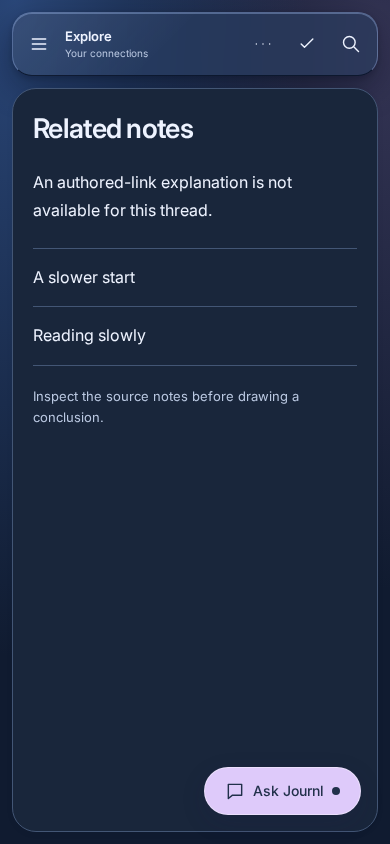 Explore
Your connections
Related notes
An authored-link explanation is not
available for this thread.
A slower start
Reading slowly
Inspect the source notes before drawing a
conclusion.
Ask Journl